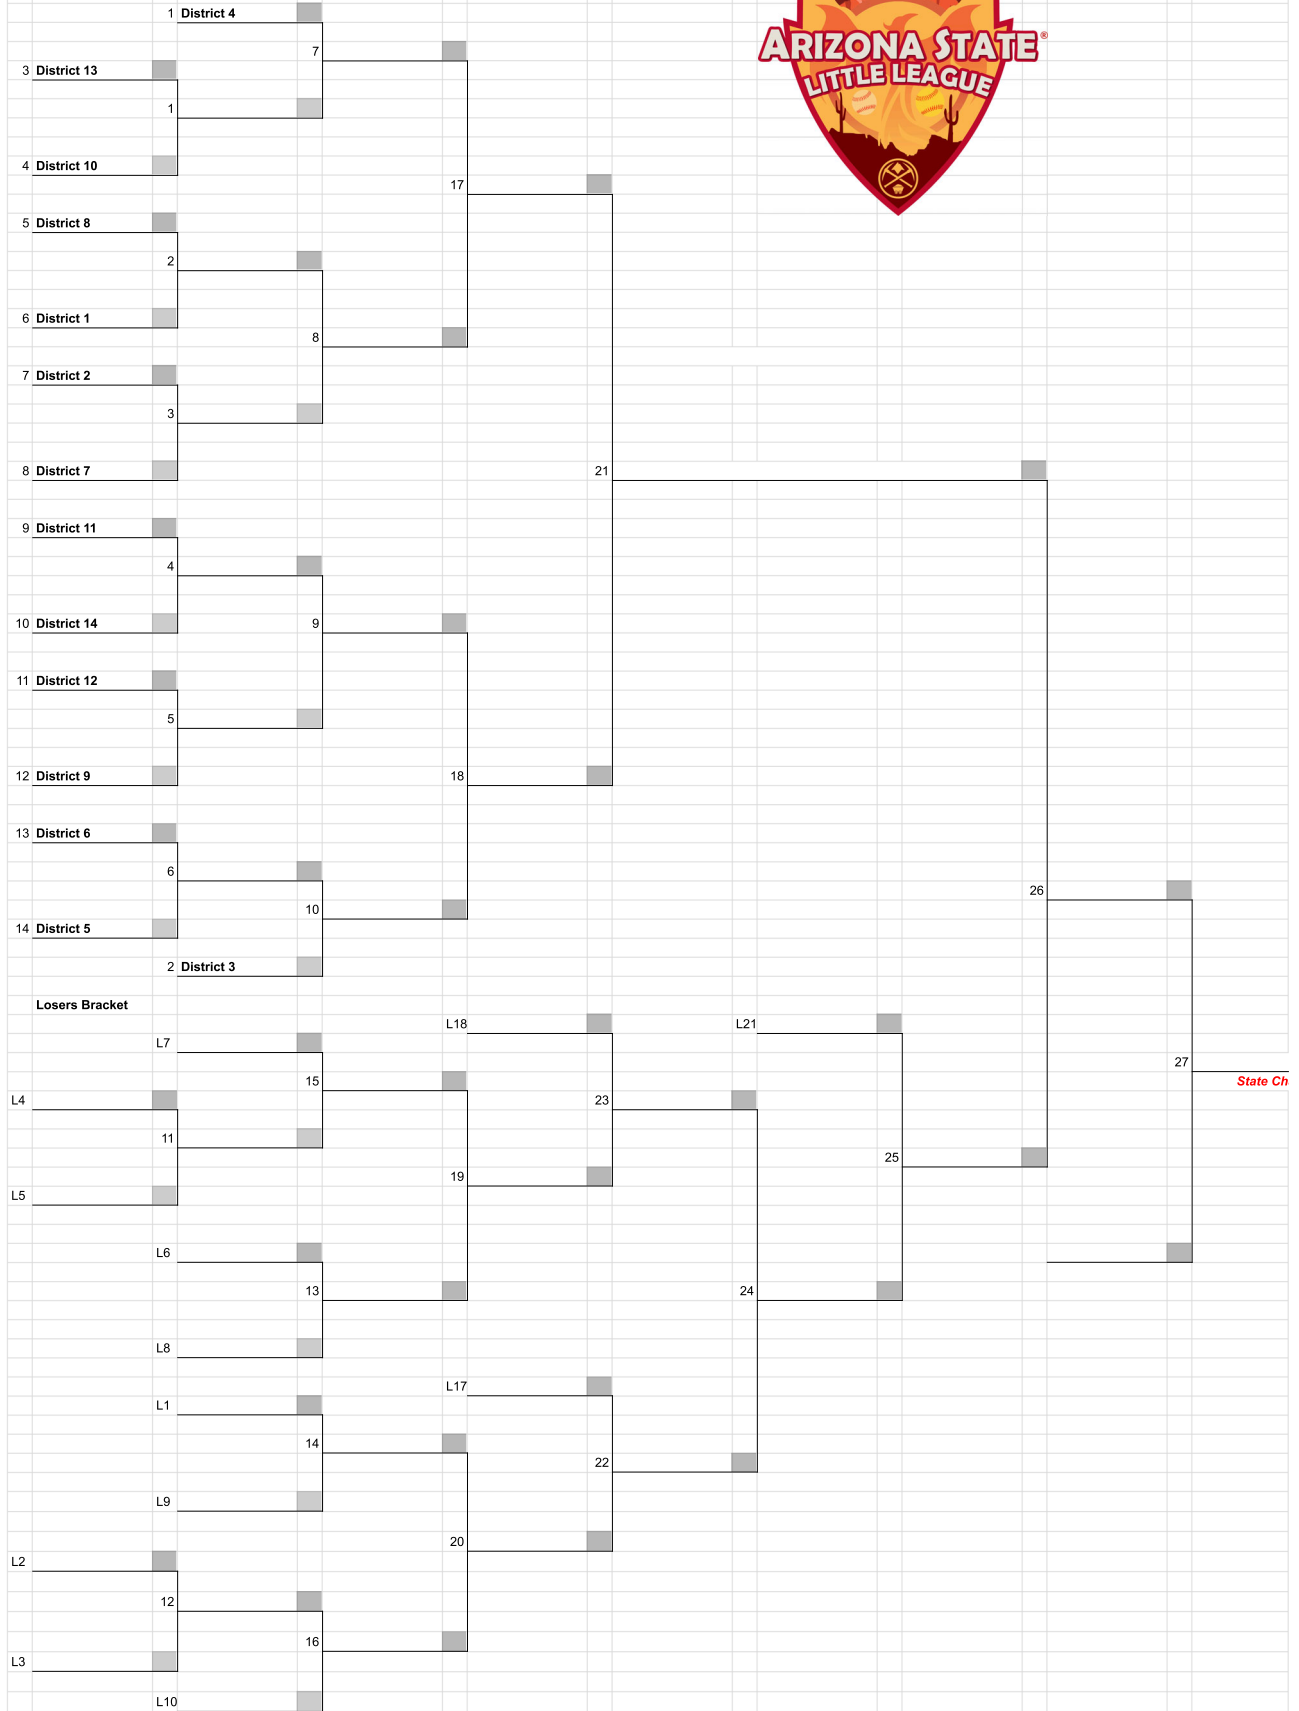 1 District 4
ARIZONA STATE®
LITTLE LEAGUE
7
3 District 13
1
4 District 10
17
5 District 8
2
6 District 1
8
7 District 2
3
8 District 7
21
9 District 11
4
10 District 14
9
11 District 12
5
12 District 9
18
13 District 6
6
26
10
14 District 5
2 District 3
Losers Bracket
L18
L21
L7
27
15
State Ch
L4
23
11
25
19
L5
L6
13
24
L8
L17
L1
14
22
L9
20
L2
12
16
L3
L10